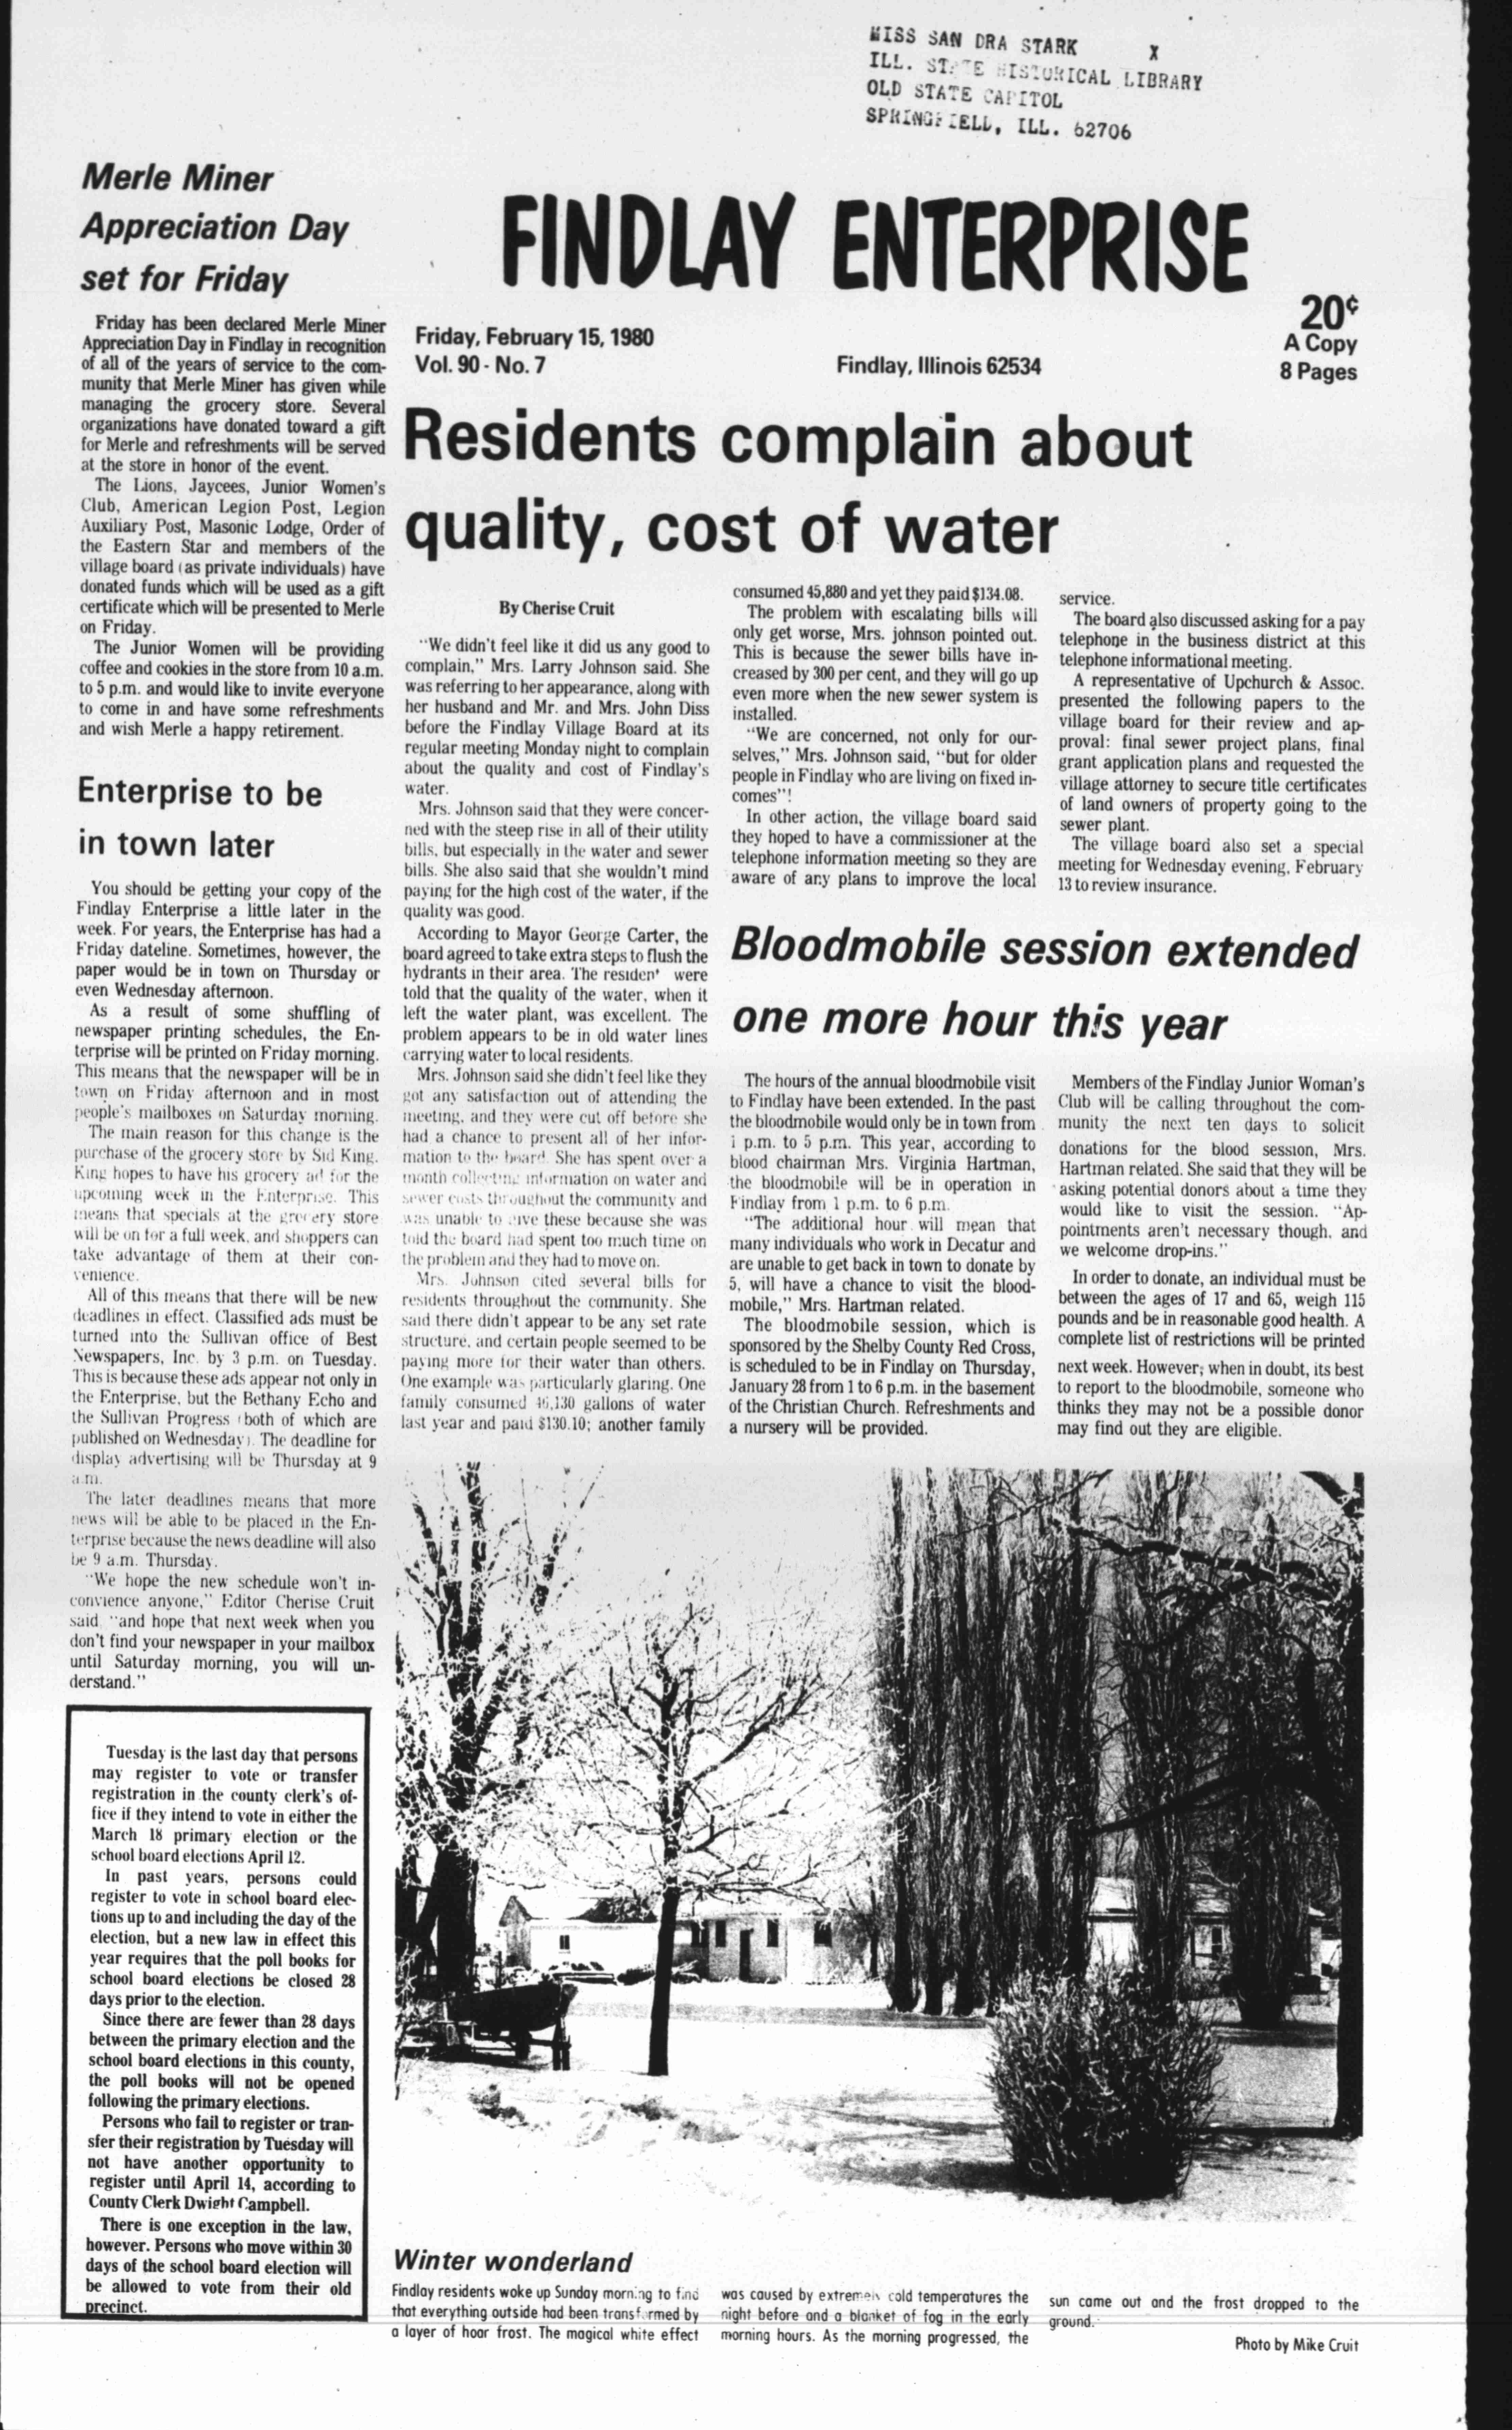 MISS SAN DRA STARK X
ILL. STATE HISTORICAL LIBRARY
OLD STATE CAPITOL
SPRINGFIELD, ILL. 62706
FINDLAY ENTERPRISE
20¢
A Copy
8 Pages
Friday, February 15, 1980
Vol. 90 - No. 7
Findlay, Illinois 62534
Merle Miner
Appreciation Day
set for Friday
Friday has been declared Merle Miner
Appreciation Day in Findlay in recognition
of all of the years of service to the com-
munity that Merle Miner has given while
managing the grocery store. Several
organizations have donated toward a gift
for Merle and refreshments will be served
at the store in honor of the event.
The Lions, Jaycees, Junior Women's
Club, American Legion Post, Legion
Auxiliary Post, Masonic Lodge, Order of
the Eastern Star and members of the
village board (as private individuals) have
donated funds which will be used as a gift
certificate which will be presented to Merle
on Friday.
The Junior Women will be providing
coffee and cookies in the store from 10 a.m.
to 5 p.m. and would like to invite everyone
to come in and have some refreshments
and wish Merle a happy retirement.
Enterprise to be
in town later
You should be getting your copy of the
Findlay Enterprise a little later in the
week. For years, the Enterprise has had a
Friday dateline. Sometimes, however, the
paper would be in town on Thursday or
even Wednesday afternoon.
As a result of some shuffling of
newspaper printing schedules, the En-
terprise will be printed on Friday morning.
This means that the newspaper will be in
town on Friday afternoon and in most
people's mailboxes on Saturday morning.
The main reason for this change is the
purchase of the grocery store by Sid King.
King hopes to have his grocery ad for the
upcoming week in the Enterprise. This
means that specials at the grocery store
will be on for a full week, and shoppers can
take advantage of them at their con-
venience.
All of this means that there will be new
deadlines in effect. Classified ads must be
turned into the Sullivan office of Best
Newspapers, Inc. by 3 p.m. on Tuesday.
This is because these ads appear not only in
the Enterprise, but the Bethany Echo and
the Sullivan Progress (both of which are
published on Wednesday). The deadline for
display advertising will be Thursday at 9
a.m.
The later deadlines means that more
news will be able to be placed in the En-
terprise because the news deadline will also
be 9 a.m. Thursday.
"We hope the new schedule won't in-
convience anyone," Editor Cherise Cruit
said "and hope that next week when you
don't find your newspaper in your mailbox
until Saturday morning, you will un-
derstand."
Tuesday is the last day that persons
may register to vote or transfer
registration in the county clerk's of-
fice if they intend to vote in either the
March 18 primary election or the
school board elections April 12.
In past years, persons could
register to vote in school board elec-
tions up to and including the day of the
election, but a new law in effect this
year requires that the poll books for
school board elections be closed 28
days prior to the election.
Since there are fewer than 28 days
between the primary election and the
school board elections in this county,
the poll books will not be opened
following the primary elections.
Persons who fail to register or tran-
sfer their registration by Tuesday will
not have another opportunity to
register until April 14, according to
County Clerk Dwight Campbell.
There is one exception in the law,
however. Persons who move within 30
days of the school board election will
be allowed to vote from their old
precinct.
Residents complain about
quality, cost of water
By Cherise Cruit
"We didn't feel like it did us any good to
complain," Mrs. Larry Johnson said. She
was referring to her appearance, along with
her husband and Mr. and Mrs. John Diss
before the Findlay Village Board at its
regular meeting Monday night to complain
about the quality and cost of Findlay's
water.
Mrs. Johnson said that they were concer-
ned with the steep rise in all of their utility
bills, but especially in the water and sewer
bills. She also said that she wouldn't mind
paying for the high cost of the water, if the
quality was good.
According to Mayor George Carter, the
board agreed to take extra steps to flush the
hydrants in their area. The residen' were
told that the quality of the water, when it
left the water plant, was excellent. The
problem appears to be in old water lines
carrying water to local residents.
Mrs. Johnson said she didn't feel like they
got any satisfaction out of attending the
meeting, and they were cut off before she
had a chance to present all of her infor-
mation to the board. She has spent over a
month collecting information on water and
sewer costs throughout the community and
was unable to give these because she was
told the board had spent too much time on
the problem and they had to move on.
Mrs. Johnson cited several bills for
residents throughout the community. She
said there didn't appear to be any set rate
structure, and certain people seemed to be
paying more for their water than others.
One example was particularly glaring. One
family consumed 46,130 gallons of water
last year and paid $130.10; another family
consumed 45,880 and yet they paid $134.08.
The problem with escalating bills will
only get worse, Mrs. johnson pointed out.
This is because the sewer bills have in-
creased by 300 per cent, and they will go up
even more when the new sewer system is
installed.
"We are concerned, not only for our-
selves," Mrs. Johnson said, "but for older
people in Findlay who are living on fixed in-
comes"!
In other action, the village board said
they hoped to have a commissioner at the
telephone information meeting so they are
aware of any plans to improve the local
service.
The board also discussed asking for a pay
telephone in the business district at this
telephone informational meeting.
A representative of Upchurch & Assoc.
presented the following papers to the
village board for their review and ap-
proval: final sewer project plans, final
grant application plans and requested the
village attorney to secure title certificates
of land owners of property going to the
sewer plant.
The village board also set a special
meeting for Wednesday evening, February
13 to review insurance.
Bloodmobile session extended
one more hour this year
The hours of the annual bloodmobile visit
to Findlay have been extended. In the past
the bloodmobile would only be in town from
1 p.m. to 5 p.m. This year, according to
blood chairman Mrs. Virginia Hartman,
the bloodmobile will be in operation in
Findlay from 1 p.m. to 6 p.m.
"The additional hour will mean that
many individuals who work in Decatur and
are unable to get back in town to donate by
5, will have a chance to visit the blood-
mobile," Mrs. Hartman related.
The bloodmobile session, which is
sponsored by the Shelby County Red Cross,
is scheduled to be in Findlay on Thursday,
January 28 from 1 to 6 p.m. in the basement
of the Christian Church. Refreshments and
a nursery will be provided.
Members of the Findlay Junior Woman's
Club will be calling throughout the com-
munity the next ten days to solicit
donations for the blood session, Mrs.
Hartman related. She said that they will be
asking potential donors about a time they
would like to visit the session. "Ap-
pointments aren't necessary though, and
we welcome drop-ins."
In order to donate, an individual must be
between the ages of 17 and 65, weigh 115
pounds and be in reasonable good health. A
complete list of restrictions will be printed
next week. However, when in doubt, its best
to report to the bloodmobile, someone who
thinks they may not be a possible donor
may find out they are eligible.
Winter wonderland
Findlay residents woke up Sunday morning to find
that everything outside had been transformed by
a layer of hoar frost. The magical white effect
was caused by extremely cold temperatures the
night before and a blanket of fog in the early
morning hours. As the morning progressed, the
sun came out and the frost dropped to the
ground.
Photo by Mike Cruit